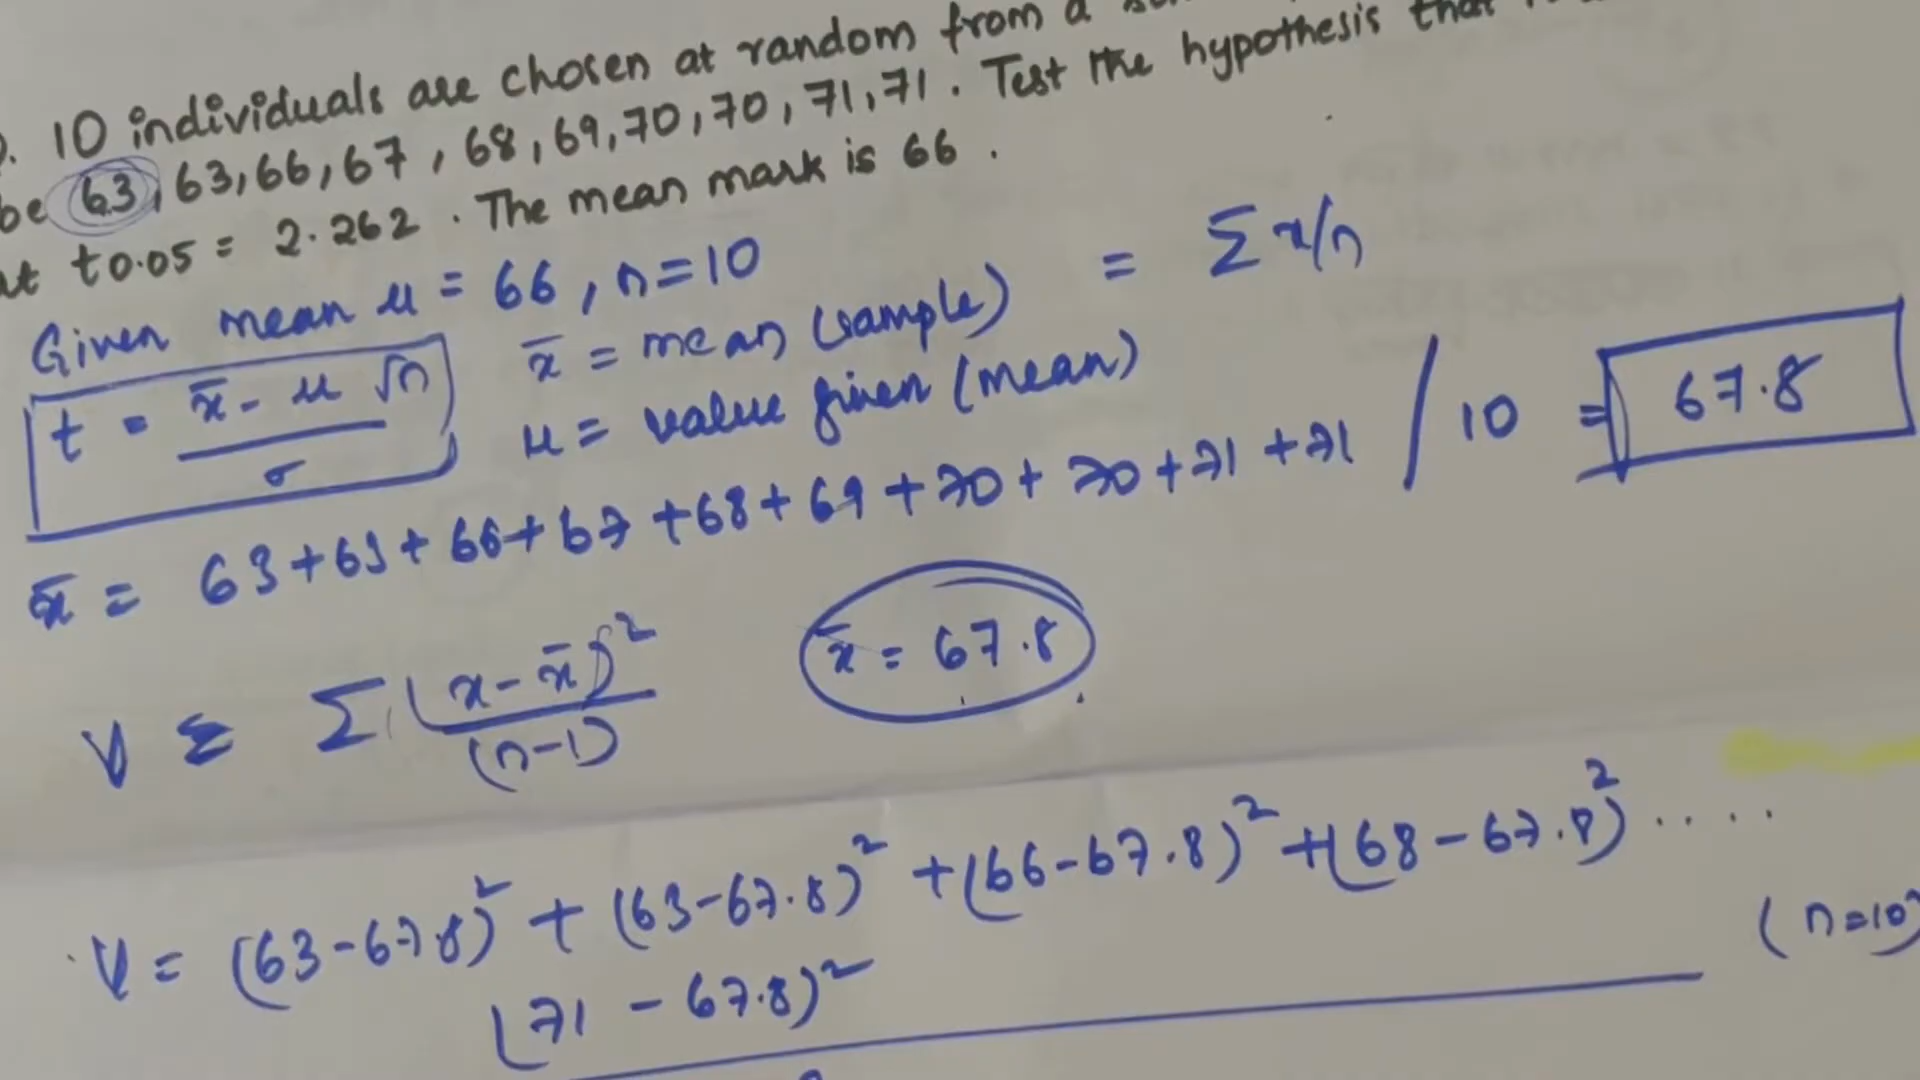 . 10 individuals are chosen at random from a
be 63, 63, 66, 67, 68, 69, 70, 70, 71, 71. Test the hypothesis that
at t0.05 = 2.262. The mean mark is 66.
Given mean μ = 66, n=10
t = x̄ - μ √n / σ
x̄ = mean (sample) = Σx/n
μ = value given (mean)
x̄ = 63+63+66+67+68+69+70+70+71+71 / 10 = 67.8
V = Σ (x-x̄)² / (n-1)
x̄ = 67.8
V = (63-67.8)² + (63-67.8)² + (66-67.8)² + (68-67.8)² .....
(71 - 67.8)²
(n=10